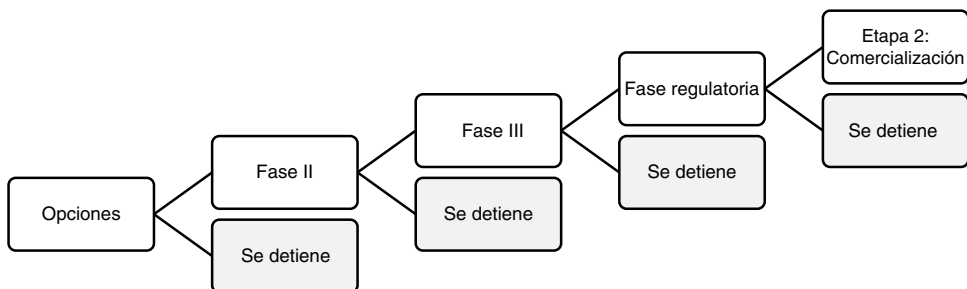 Opciones
Fase II
Se detiene
Fase III
Se detiene
Fase regulatoria
Se detiene
Etapa 2:
Comercialización
Se detiene